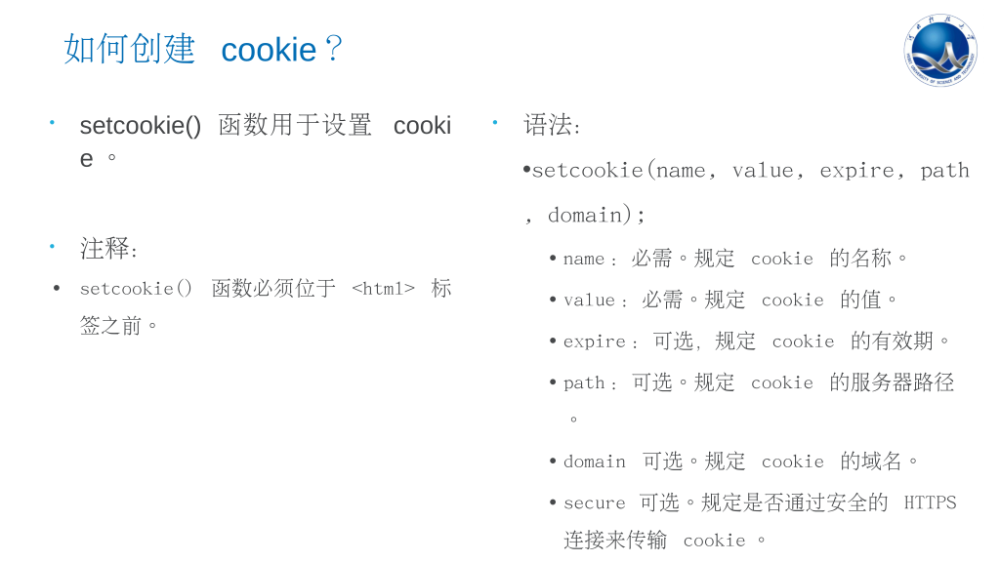 如何创建 cookie？
• setcookie() 函数用于设置 cooki
e 。
• 注释:
• setcookie() 函数必须位于 <html> 标
签之前。
• 语法:
•setcookie(name, value, expire, path
, domain);
• name : 必需。规定 cookie 的名称。
• value : 必需。规定 cookie 的值。
• expire : 可选, 规定 cookie 的有效期。
• path : 可选。规定 cookie 的服务器路径
。
• domain 可选。规定 cookie 的域名。
• secure 可选。规定是否通过安全的 HTTPS
连接来传输 cookie 。